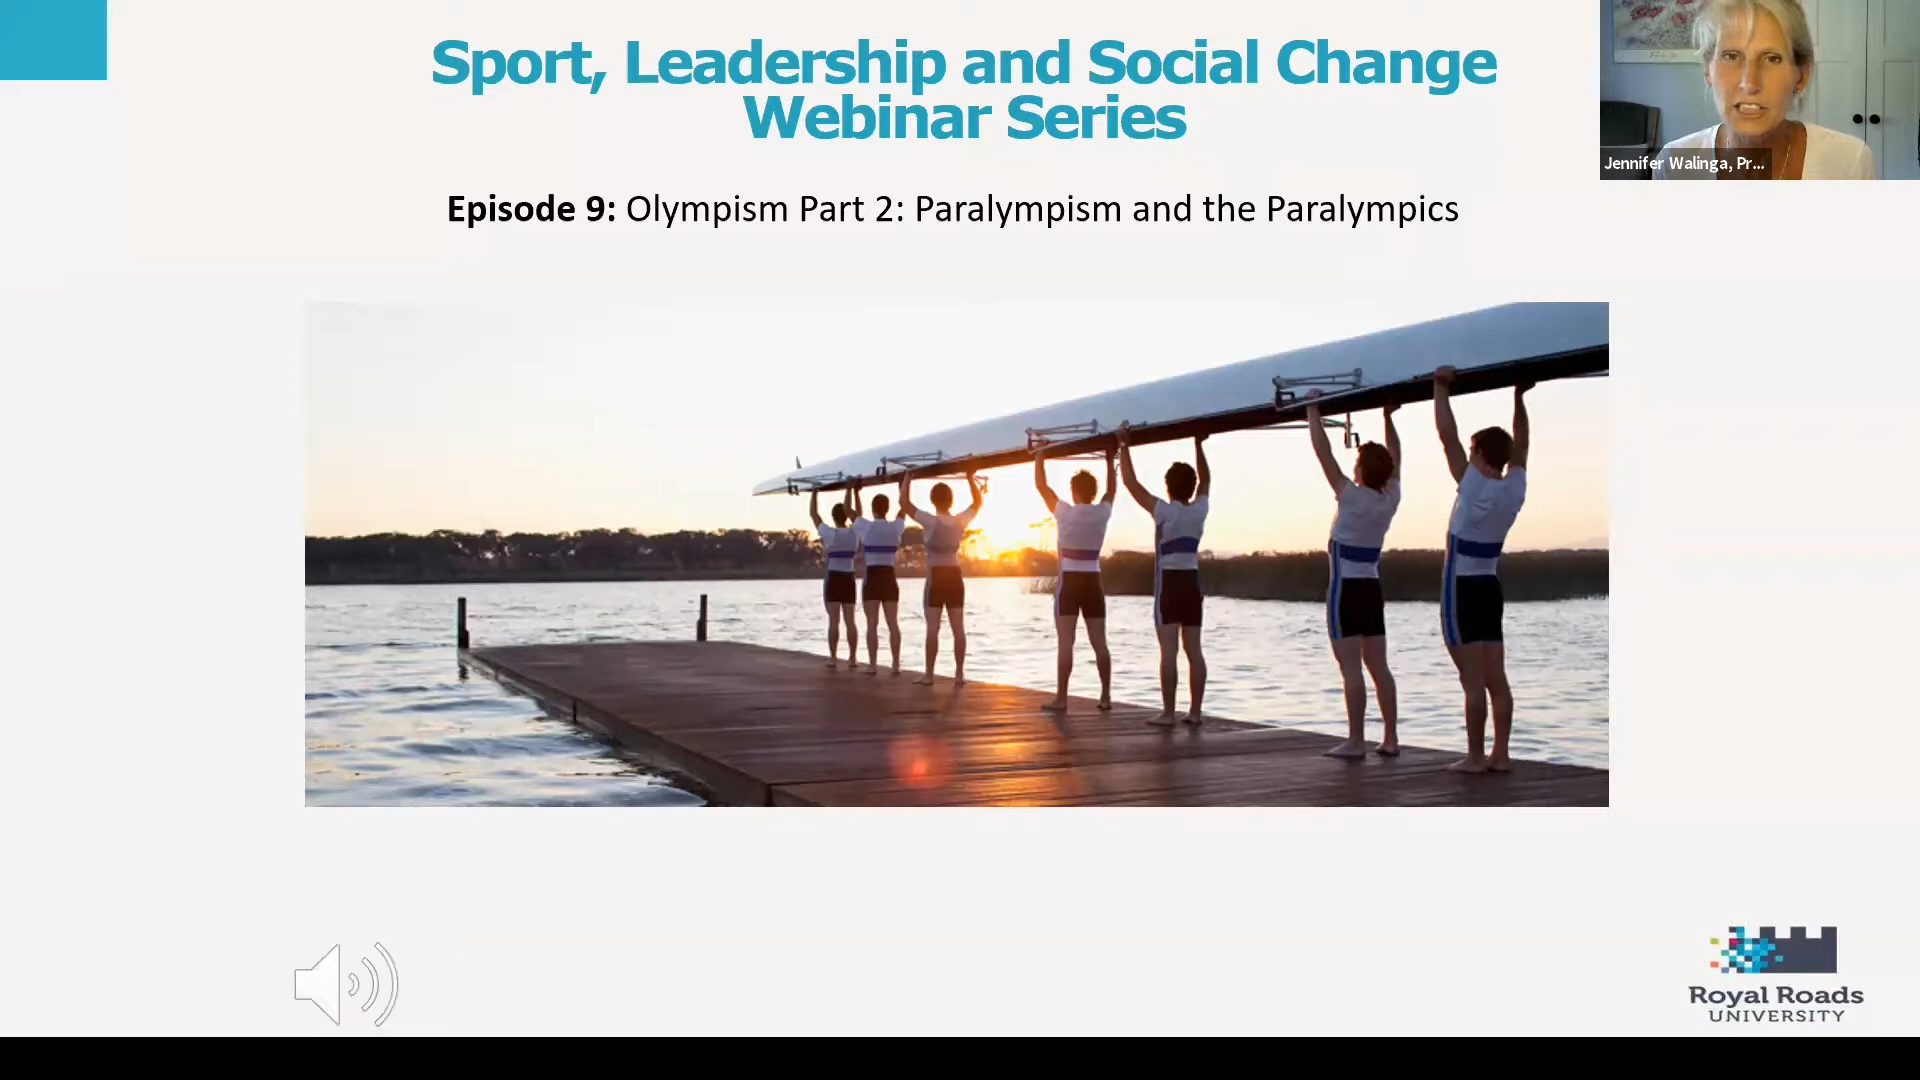 Sport, Leadership and Social Change
Webinar Series
Jennifer Walinga, Pr...
Episode 9: Olympism Part 2: Paralympism and the Paralympics
Royal Roads
UNIVERSITY